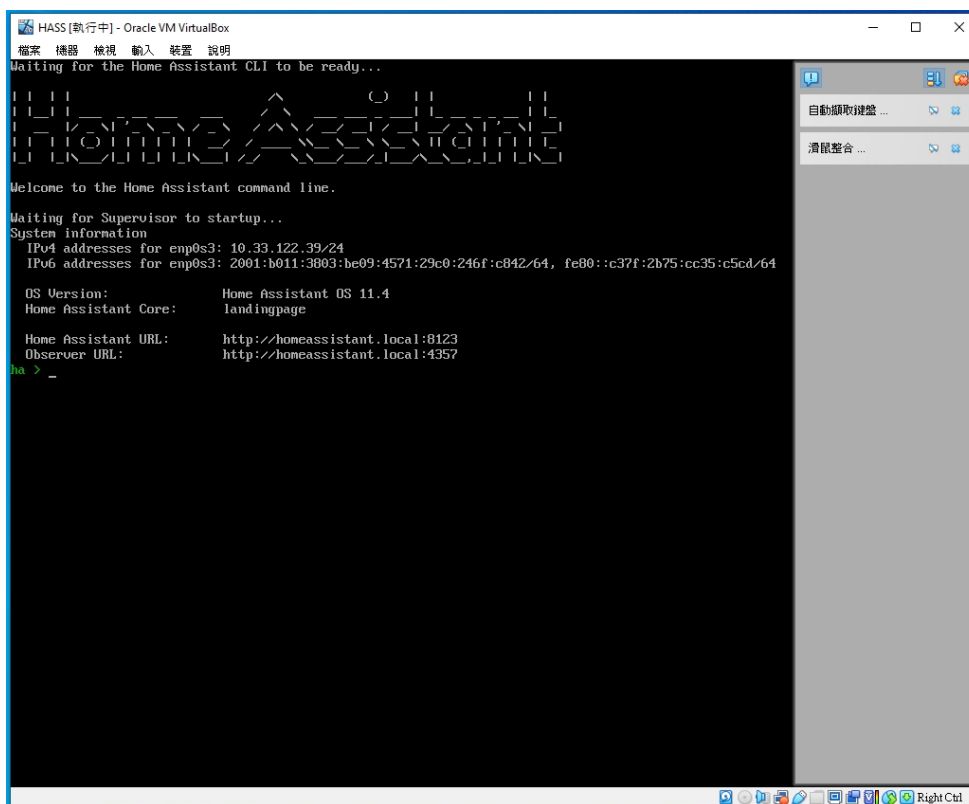 HASS [執行中] - Oracle VM VirtualBox
檔案 機器 檢視 輸入 裝置 說明
Waiting for the Home Assistant CLI to be ready...
Home Assistant
Welcome to the Home Assistant command line.
Waiting for Supervisor to startup...
System information
IPv4 addresses for enp0s3: 10.33.122.39/24
IPv6 addresses for enp0s3: 2001:b011:3803:be09:4571:29c0:246f:c842/64, fe80::c37f:2b75:cc35:c5cd/64
OS Version: Home Assistant OS 11.4
Home Assistant Core: landingpage
Home Assistant URL: http://homeassistant.local:8123
Observer URL: http://homeassistant.local:4357
ha > _
自動擷取鍵盤 ...
滑鼠整合 ...
Right Ctrl